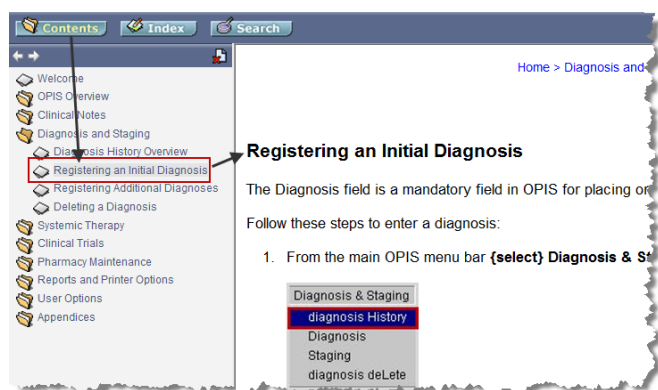 Contents Index Search
Welcome
OPIS Overview
Clinical Notes
Diagnosis and Staging
Diagnosis History Overview
Registering an Initial Diagnosis
Registering Additional Diagnoses
Deleting a Diagnosis
Systemic Therapy
Clinical Trials
Pharmacy Maintenance
Reports and Printer Options
User Options
Appendices
Home > Diagnosis and
Registering an Initial Diagnosis
The Diagnosis field is a mandatory field in OPIS for placing or
Follow these steps to enter a diagnosis:
1. From the main OPIS menu bar {select} Diagnosis & St
Diagnosis & Staging
diagnosis History
Diagnosis
Staging
diagnosis deLete